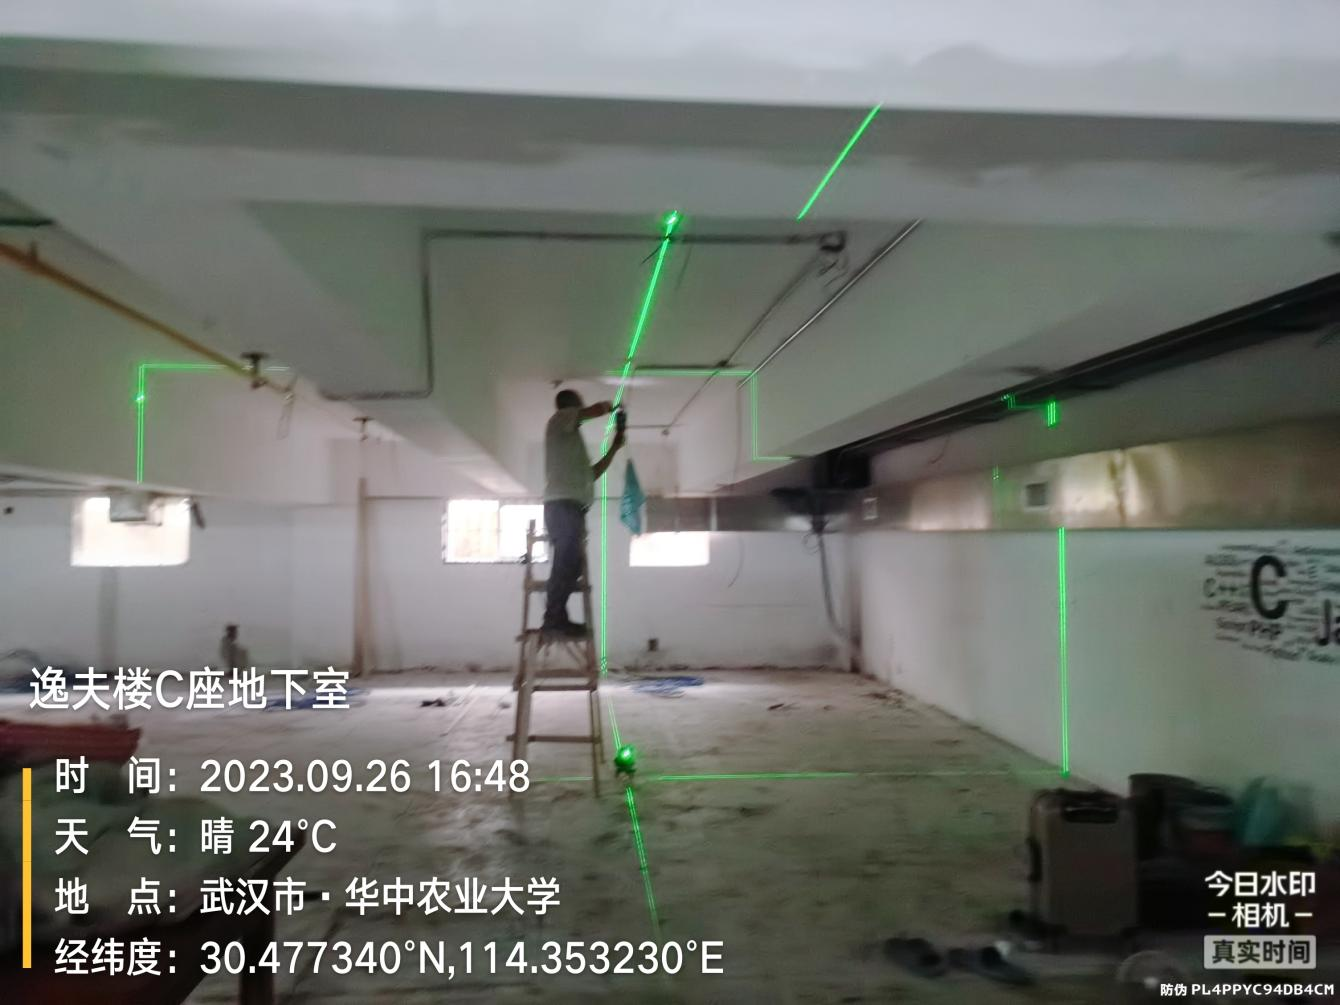 C
C++
逸夫楼C座地下室
时 间：2023.09.26 16:48
天 气：晴 24°C
地 点：武汉市·华中农业大学
经纬度：30.477340°N,114.353230°E
今日水印
-相机-
真实时间
防伪 PL4PPYC94DB4CM